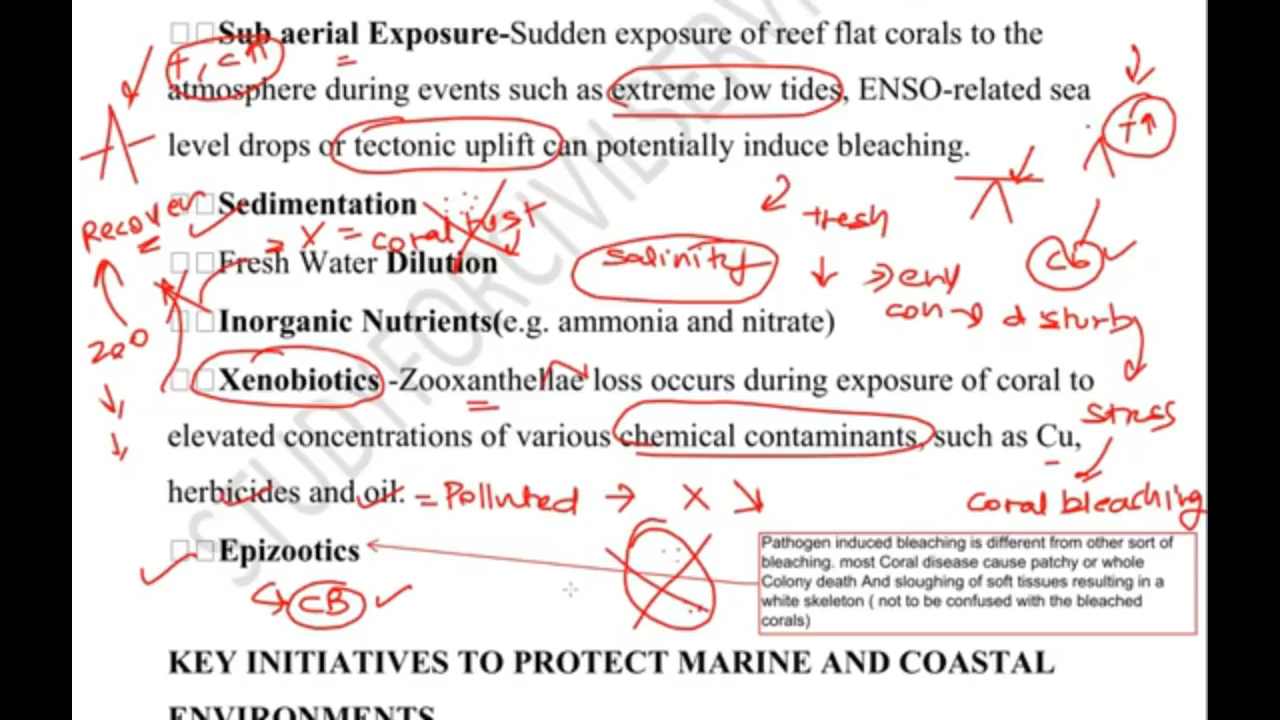 Sub aerial Exposure-Sudden exposure of reef flat corals to the
T, C ↑↑
atmosphere during events such as extreme low tides, ENSO-related sea
T↑
level drops or tectonic uplift can potentially induce bleaching.
Sedimentation
Recover
⇒ X = coral
fresh
Fresh Water Dilution
salinity
↓ ⇒ env
CB
con → disturb
Inorganic Nutrients(e.g. ammonia and nitrate)
zoo
Xenobiotics -Zooxanthellae loss occurs during exposure of coral to
stress
elevated concentrations of various chemical contaminants, such as Cu,
herbicides and oil.
= Polluted → X ↘
coral bleaching
Epizootics
CB
Pathogen induced bleaching is different from other sort of
bleaching. most Coral disease cause patchy or whole
Colony death And sloughing of soft tissues resulting in a
white skeleton ( not to be confused with the bleached
corals)
KEY INITIATIVES TO PROTECT MARINE AND COASTAL
ENVIRONMENTS
STUDYFORCIVILSERV